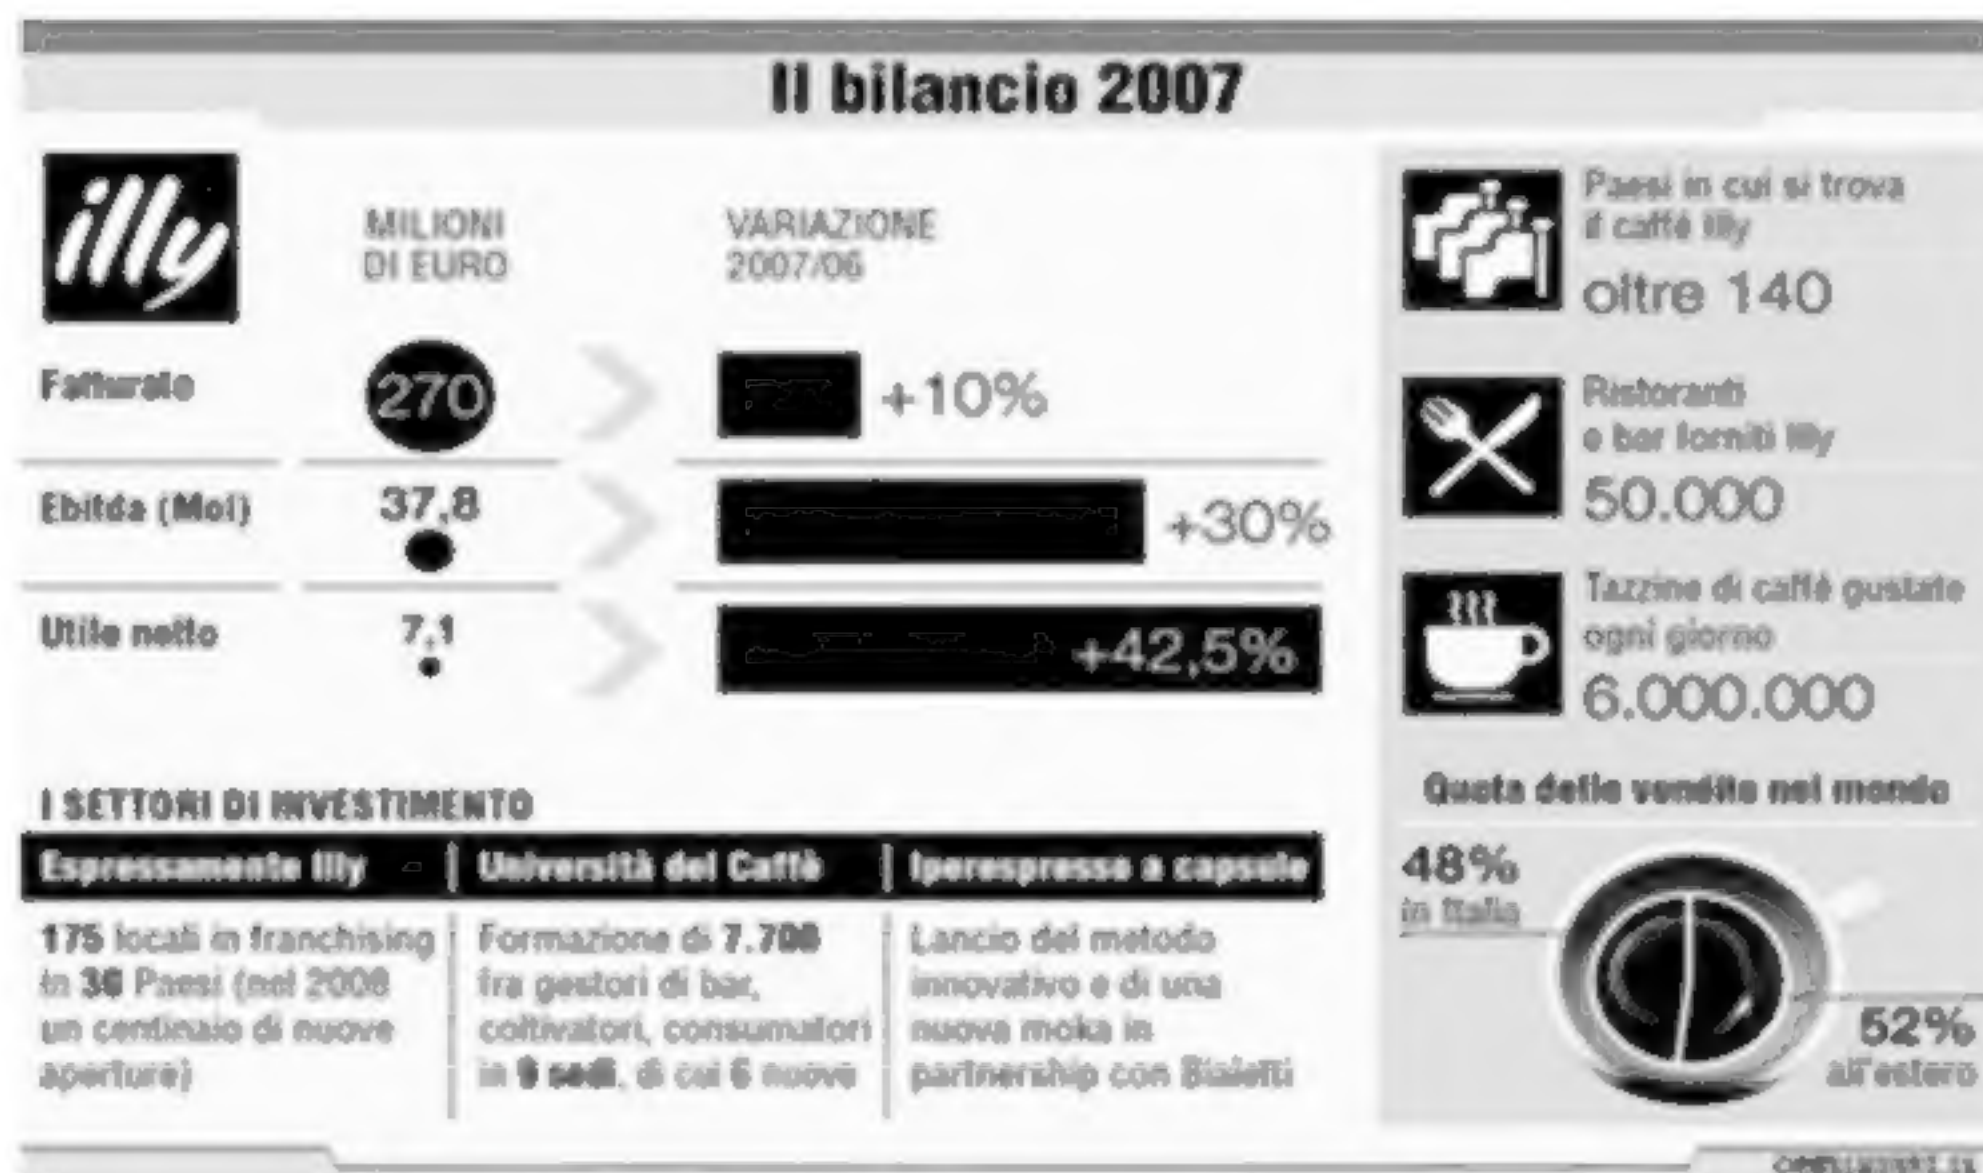 Il bilancio 2007
illy
MILIONI
DI EURO
VARIAZIONE
2007/06
Fatturato
270
+10%
Ebitda (Mol)
37,8
+30%
Utile netto
7,1
+42,5%
I SETTORI DI INVESTIMENTO
Espressamente illy
175 locali in franchising
in Paesi (nel 2008
un centinaio di nuove
aperture)
Università del Caffè
Formazione di
fra gestori di bar,
coltivatori, consumatori
in 9 sedi, di cui 6 nuove
Iperespresso a capsule
Lancio del metodo
innovativo e di una
nuova moka in
partnership con Bialetti
Paesi in cui si trova
il caffè illy
oltre 140
Ristoranti
e bar forniti illy
50.000
Tazzine di caffè gustate
ogni giorno
6.000.000
Quota delle vendite nel mondo
48%
in Italia
52%
all'estero